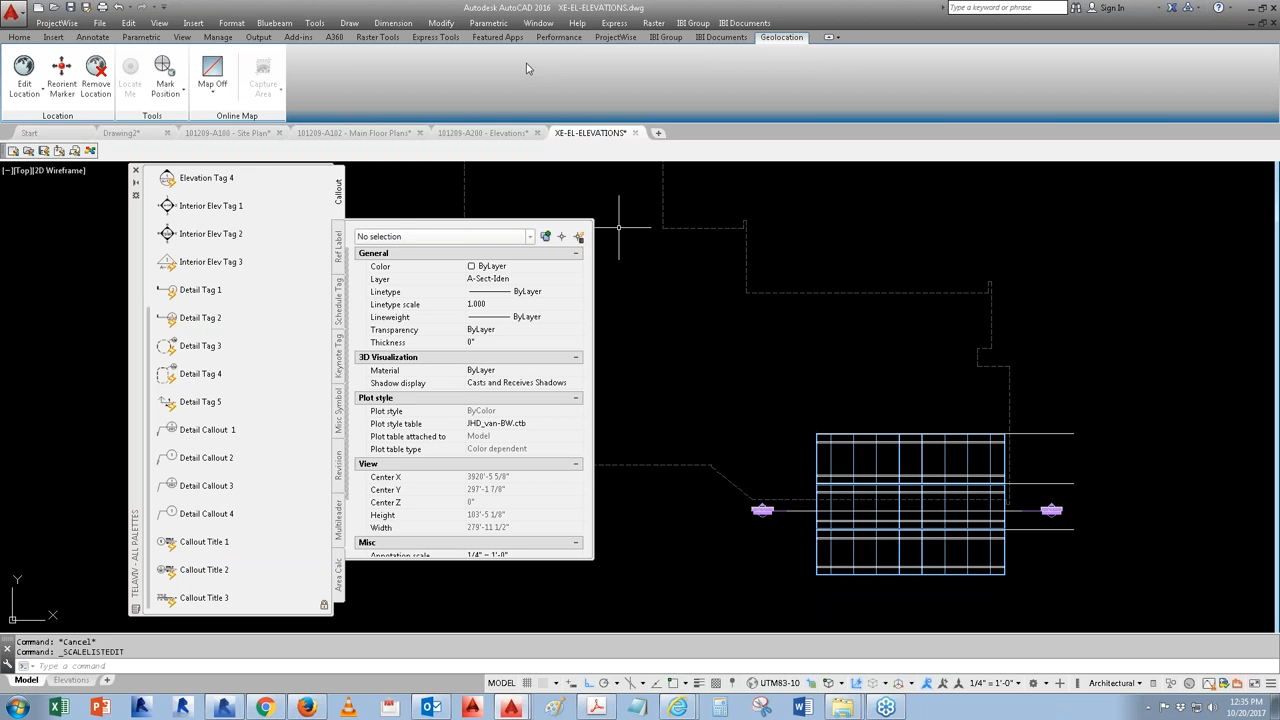 Autodesk AutoCAD 2016 XE-EL-ELEVATIONS.dwg
Type a keyword or phrase
Sign In
ProjectWise File Edit View Insert Format Bluebeam Tools Draw Dimension Modify Parametric Window Help Express Raster IBI Group IBI Documents
Home Insert Annotate Parametric View Manage Output Add-ins A360 Raster Tools Express Tools Featured Apps Performance ProjectWise IBI Group IBI Documents Geolocation
Edit Location
Reorient Marker
Remove Location
Locate Me
Mark Position
Map Off
Capture Area
Location Tools Online Map
Start Drawing2* 101209-A100 - Site Plan* 101209-A102 - Main Floor Plans* 101209-A200 - Elevations* XE-EL-ELEVATIONS*
[−][Top][2D Wireframe]
Elevation Tag 4
Interior Elev Tag 1
Interior Elev Tag 2
Interior Elev Tag 3
Detail Tag 1
Detail Tag 2
Detail Tag 3
Detail Tag 4
Detail Tag 5
Detail Callout 1
Detail Callout 2
Detail Callout 3
Detail Callout 4
Callout Title 1
Callout Title 2
Callout Title 3
TELAVIV - ALL PALETTES
Callout
Ref Label
Schedule Tag
Keynote Tag
Misc Symbol
Revision
Multileader
Area Calc
No selection
General
Color ByLayer
Layer A-Sect-Iden
Linetype ByLayer
Linetype scale 1.000
Lineweight ByLayer
Transparency ByLayer
Thickness 0"
3D Visualization
Material ByLayer
Shadow display Casts and Receives Shadows
Plot style
Plot style ByColor
Plot style table JHD_van-BW.ctb
Plot table attached to Model
Plot table type Color dependent
View
Center X 3920'-5 5/8"
Center Y 297'-1 7/8"
Center Z 0"
Height 103'-5 1/8"
Width 279'-11 1/2"
Misc
Annotation scale 1/4" = 1'-0"
Y
X
Command: *Cancel*
Command: _SCALELISTEDIT
Type a command
Model Elevations
MODEL UTM83-10 1/4" = 1'-0" Architectural
12:35 PM
10/20/2017